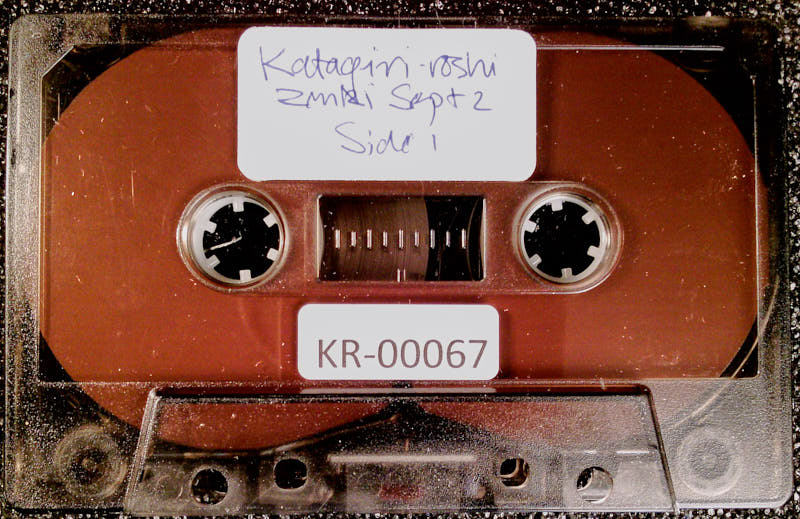 Katagiri-roshi
Zenki Sept 2
Side 1
KR-00067